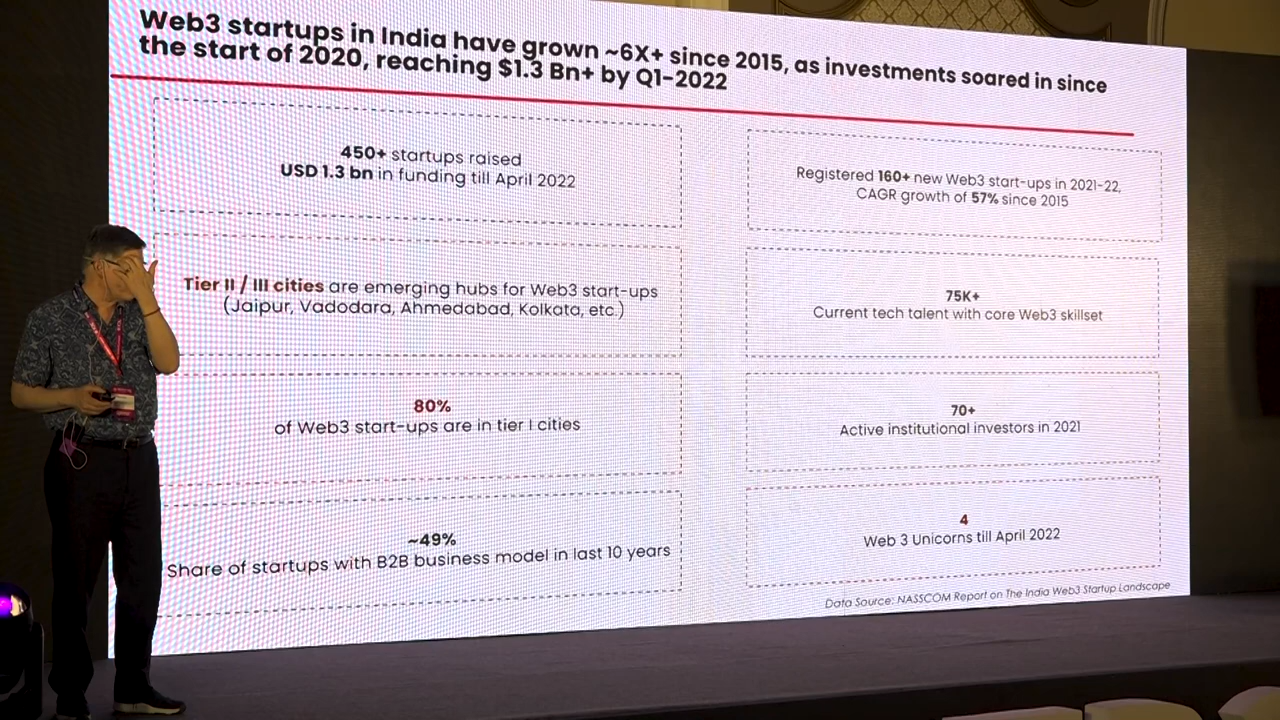 Web3 startups in India have grown ~6X+ since 2015, as investments soared in since
the start of 2020, reaching $1.3 Bn+ by Q1-2022
450+ startups raised
USD 1.3 bn in funding till April 2022
Registered 160+ new Web3 start-ups in 2021-22,
CAGR growth of 57% since 2015
Tier II / III cities are emerging hubs for Web3 start-ups
(Jaipur, Vadodara, Ahmedabad, Kolkata, etc.)
75K+
Current tech talent with core Web3 skillset
80%
of Web3 start-ups are in tier I cities
70+
Active institutional investors in 2021
~49%
Share of startups with B2B business model in last 10 years
4
Web 3 Unicorns till April 2022
Data Source: NASSCOM Report on The India Web3 Startup Landscape